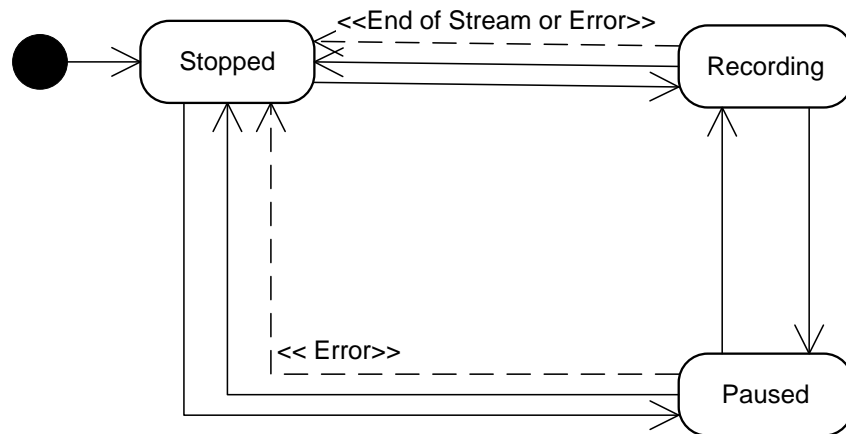 <<End of Stream or Error>>
Stopped
Recording
<< Error>>
Paused